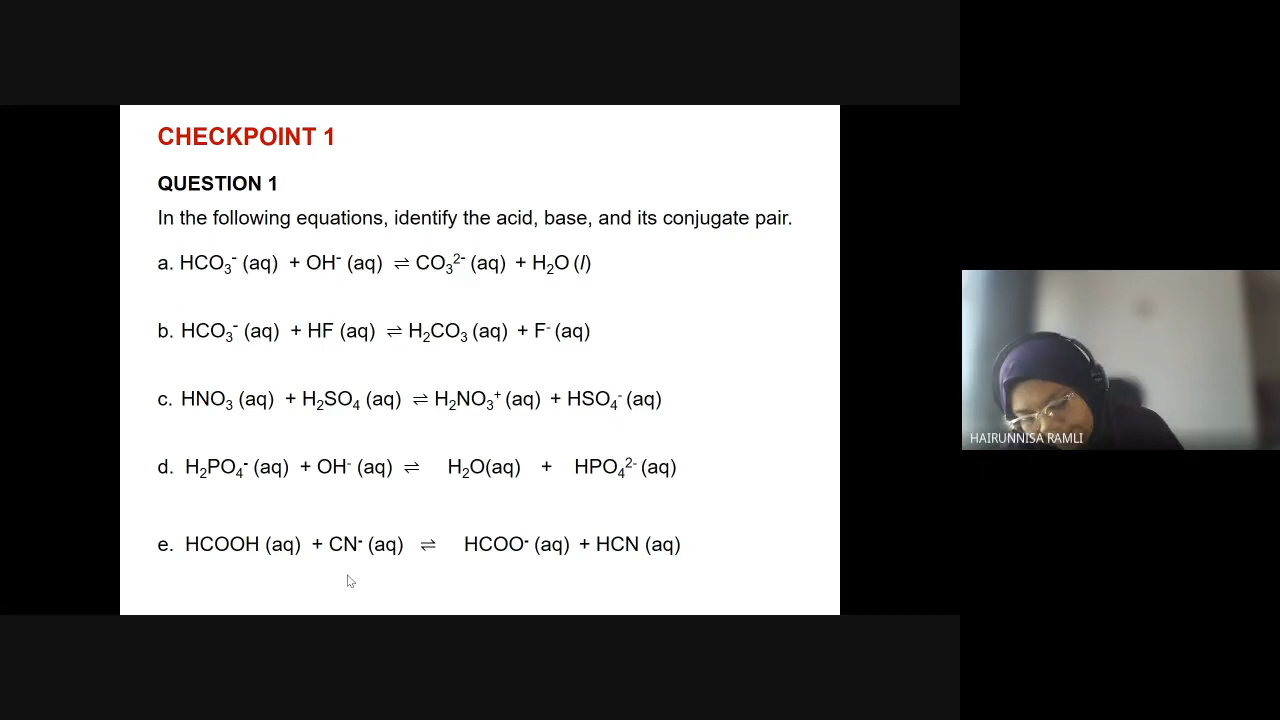 CHECKPOINT 1
QUESTION 1
In the following equations, identify the acid, base, and its conjugate pair.
a. HCO₃⁻ (aq) + OH⁻ (aq) ⇌ CO₃²⁻ (aq) + H₂O (l)
b. HCO₃⁻ (aq) + HF (aq) ⇌ H₂CO₃ (aq) + F⁻ (aq)
c. HNO₃ (aq) + H₂SO₄ (aq) ⇌ H₂NO₃⁺ (aq) + HSO₄⁻ (aq)
HAIRUNNISA RAMLI
d. H₂PO₄⁻ (aq) + OH⁻ (aq) ⇌ H₂O(aq) + HPO₄²⁻ (aq)
e. HCOOH (aq) + CN⁻ (aq) ⇌ HCOO⁻ (aq) + HCN (aq)